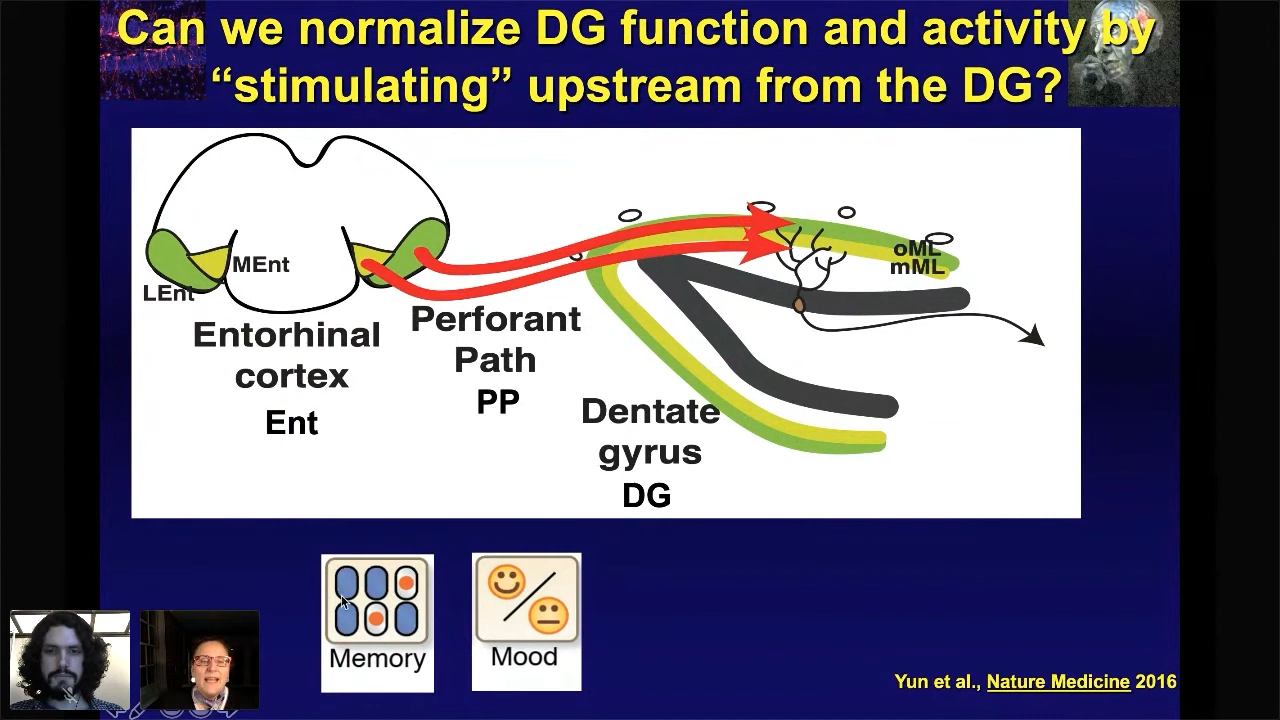 Can we normalize DG function and activity by
“stimulating” upstream from the DG?
MEnt
LEnt
Entorhinal
cortex
Ent
Perforant
Path
PP
Dentate
gyrus
DG
oML
mML
Memory
Mood
Yun et al., Nature Medicine 2016